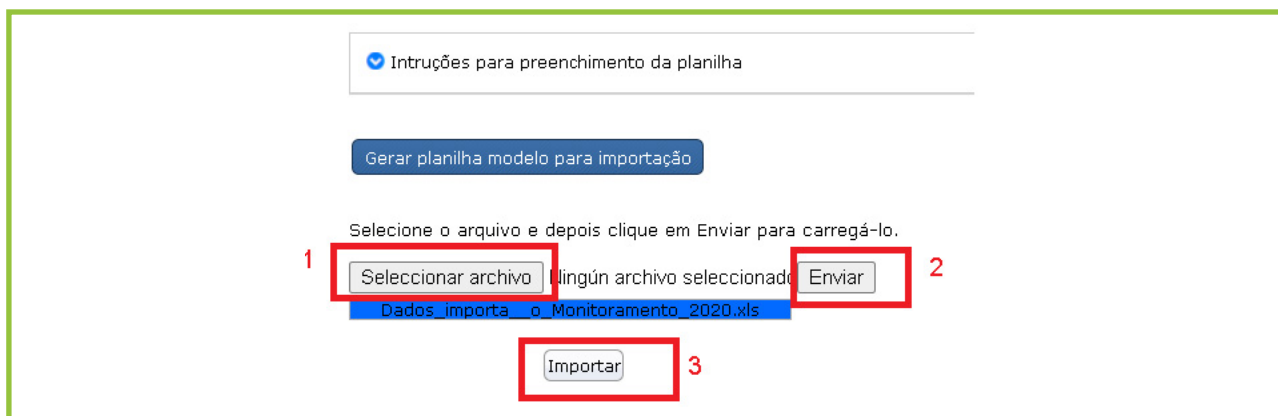 Intruções para preenchimento da planilha
Gerar planilha modelo para importação
Selecione o arquivo e depois clique em Enviar para carregá-lo.
1 Seleccionar archivo Ningún archivo seleccionado Enviar 2
Dados_importa__o_Monitoramento_2020.xls
Importar 3